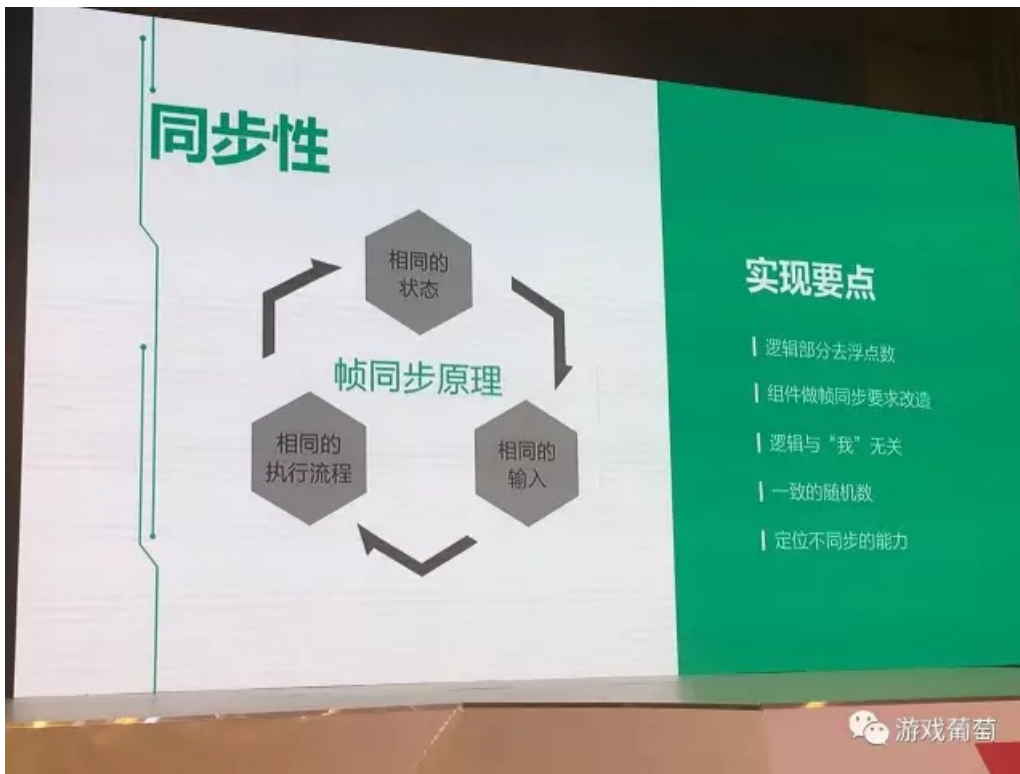 同步性
相同的
状态
帧同步原理
相同的
执行流程
相同的
输入
实现要点
逻辑部分去浮点数
组件做帧同步要求改造
逻辑与“我”无关
一致的随机数
定位不同步的能力
游戏葡萄